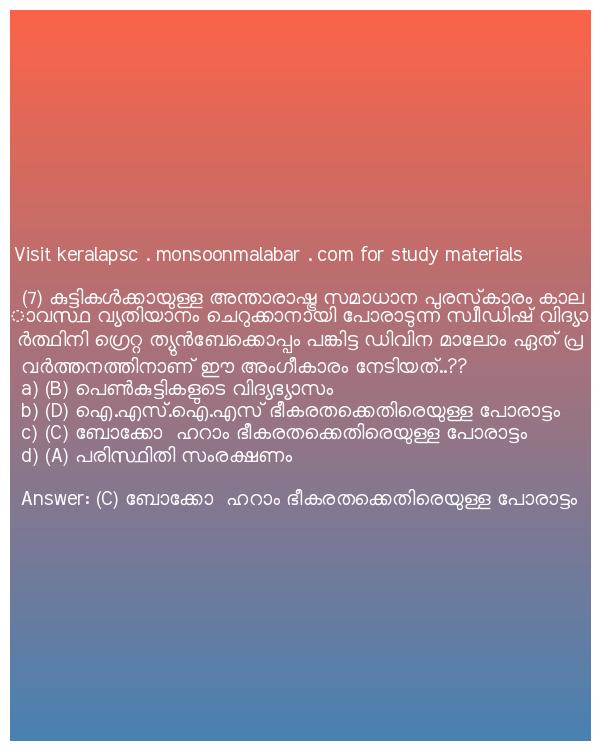 Visit keralapsc . monsoonmalabar . com for study materials
(7) കുട്ടികൾക്കായുള്ള അന്താരാഷ്ട്ര സമാധാന പുരസ്കാരം കാല
ാവസ്ഥ വ്യതിയാനം ചെറുക്കാനായി പോരാടുന്ന സ്വീഡിഷ് വിദ്യാ
ർത്ഥിനി ഗ്രെറ്റ ത്യുൻബേക്കൊപ്പം പങ്കിട്ട ഡിവിന മാലോം ഏത് പ്ര
വർത്തനത്തിനാണ് ഈ അംഗീകാരം നേടിയത്..??
a) (B) പെൺകുട്ടികളുടെ വിദ്യഭ്യാസം
b) (D) ഐ.എസ്.ഐ.എസ് ഭീകരതക്കെതിരെയുള്ള പോരാട്ടം
c) (C) ബോക്കോ ഹറാം ഭീകരതക്കെതിരെയുള്ള പോരാട്ടം
d) (A) പരിസ്ഥിതി സംരക്ഷണം
Answer: (C) ബോക്കോ ഹറാം ഭീകരതക്കെതിരെയുള്ള പോരാട്ടം